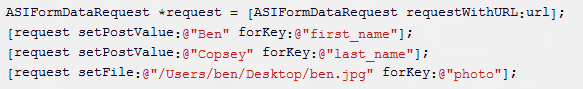 ASIFormDataRequest *request = [ASIFormDataRequest requestWithURL:url];
[request setPostValue:@"Ben" forKey:@"first_name"];
[request setPostValue:@"Copsey" forKey:@"last_name"];
[request setFile:@"/Users/ben/Desktop/ben.jpg" forKey:@"photo"];